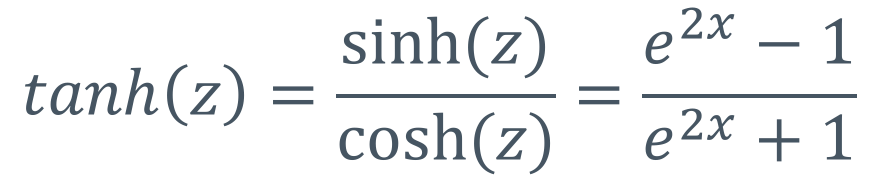 tanh(z) = sinh(z) / cosh(z) = e^{2x} − 1 / e^{2x} + 1